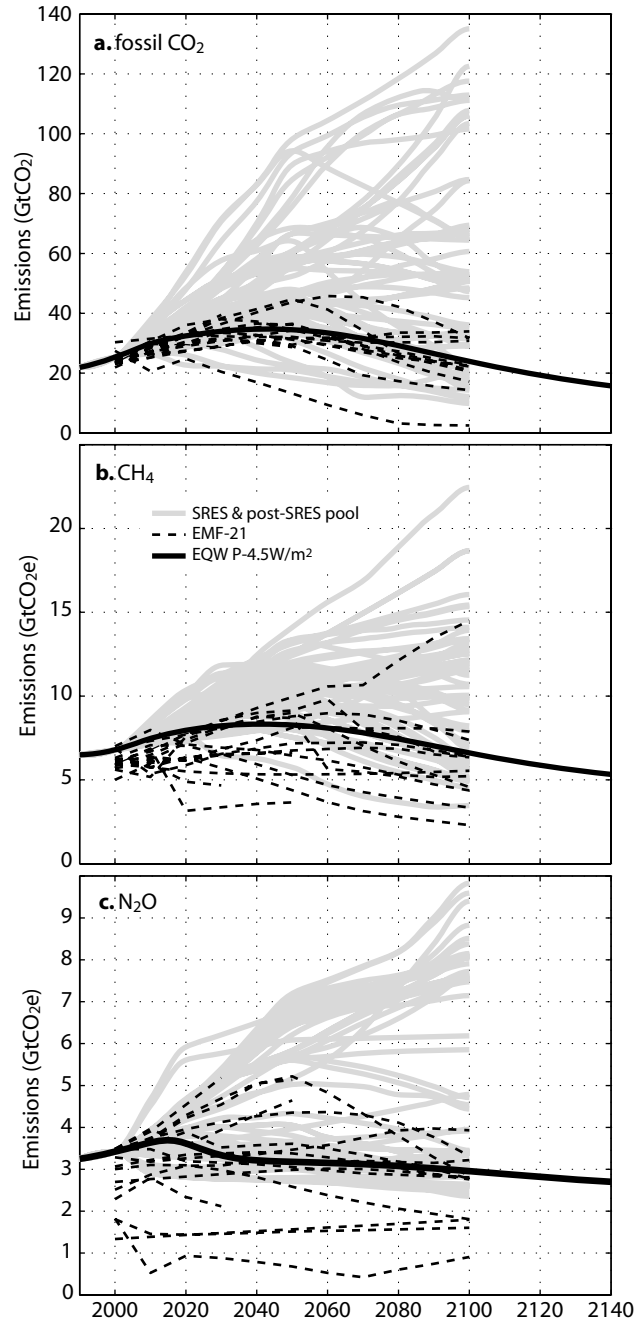 140
a. fossil CO₂
120
100
80
60
40
20
0
Emissions (GtCO₂)
b. CH₄
SRES & post-SRES pool
EMF-21
EQW P-4.5W/m²
20
15
10
5
0
Emissions (GtCO₂e)
c. N₂O
9
8
7
6
5
4
3
2
1
0
Emissions (GtCO₂e)
2000 2020 2040 2060 2080 2100 2120 2140